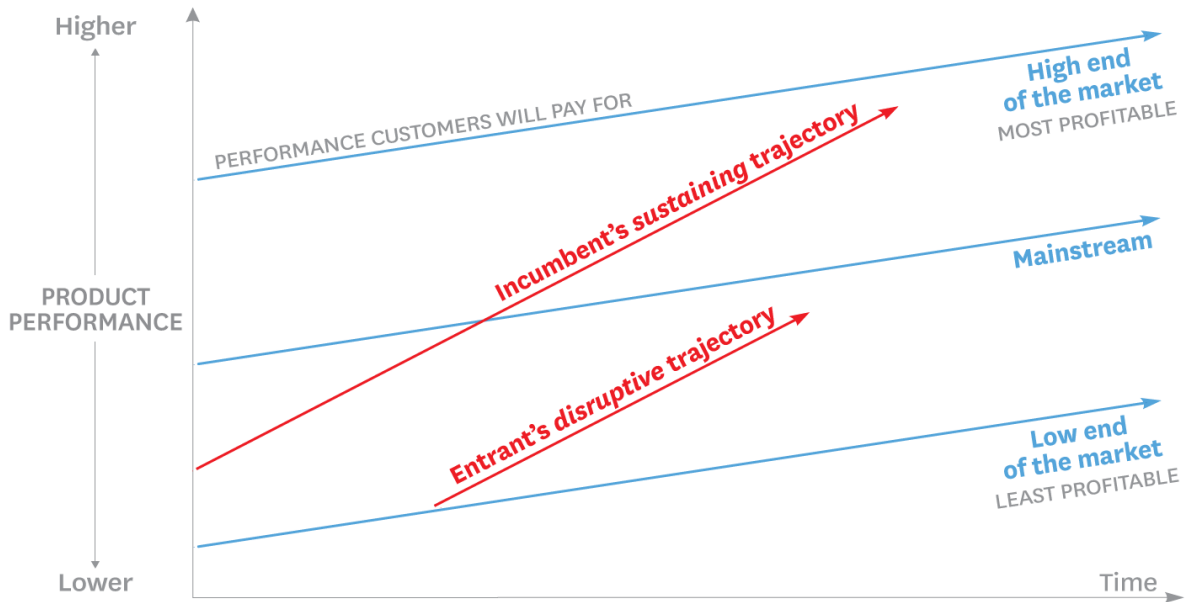 Higher
PRODUCT
PERFORMANCE
Lower
PERFORMANCE CUSTOMERS WILL PAY FOR
Incumbent’s sustaining trajectory
Entrant’s disruptive trajectory
High end
of the market
MOST PROFITABLE
Mainstream
Low end
of the market
LEAST PROFITABLE
Time